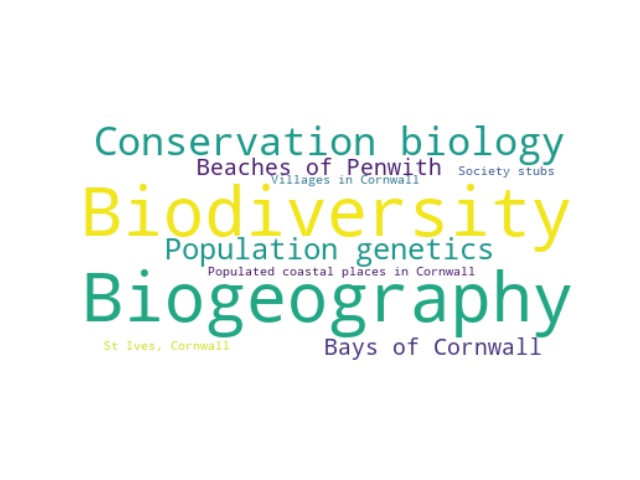 Conservation biology
Beaches of Penwith
Society stubs
Villages in Cornwall
Biodiversity
Population genetics
Populated coastal places in Cornwall
Biogeography
St Ives, Cornwall
Bays of Cornwall